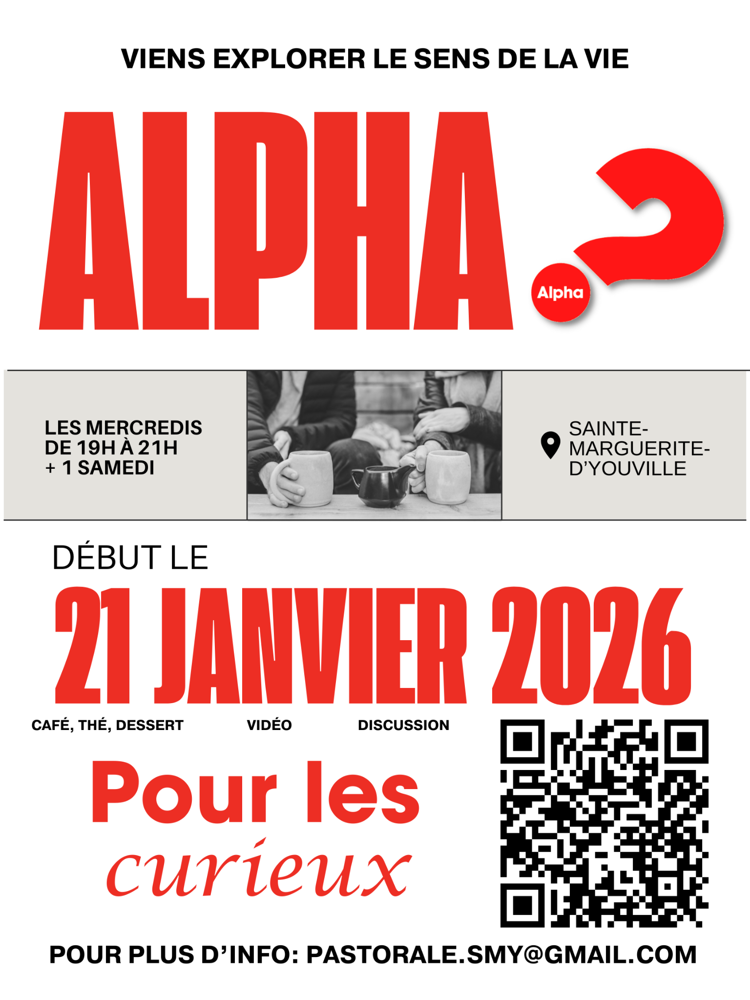 VIENS EXPLORER LE SENS DE LA VIE
ALPHA
Alpha
LES MERCREDIS
DE 19H À 21H
+ 1 SAMEDI
SAINTE-
MARGUERITE-
D’YOUVILLE
DÉBUT LE
21 JANVIER 2026
CAFÉ, THÉ, DESSERT
VIDÉO
DISCUSSION
Pour les
curieux
POUR PLUS D’INFO: PASTORALE.SMY@GMAIL.COM